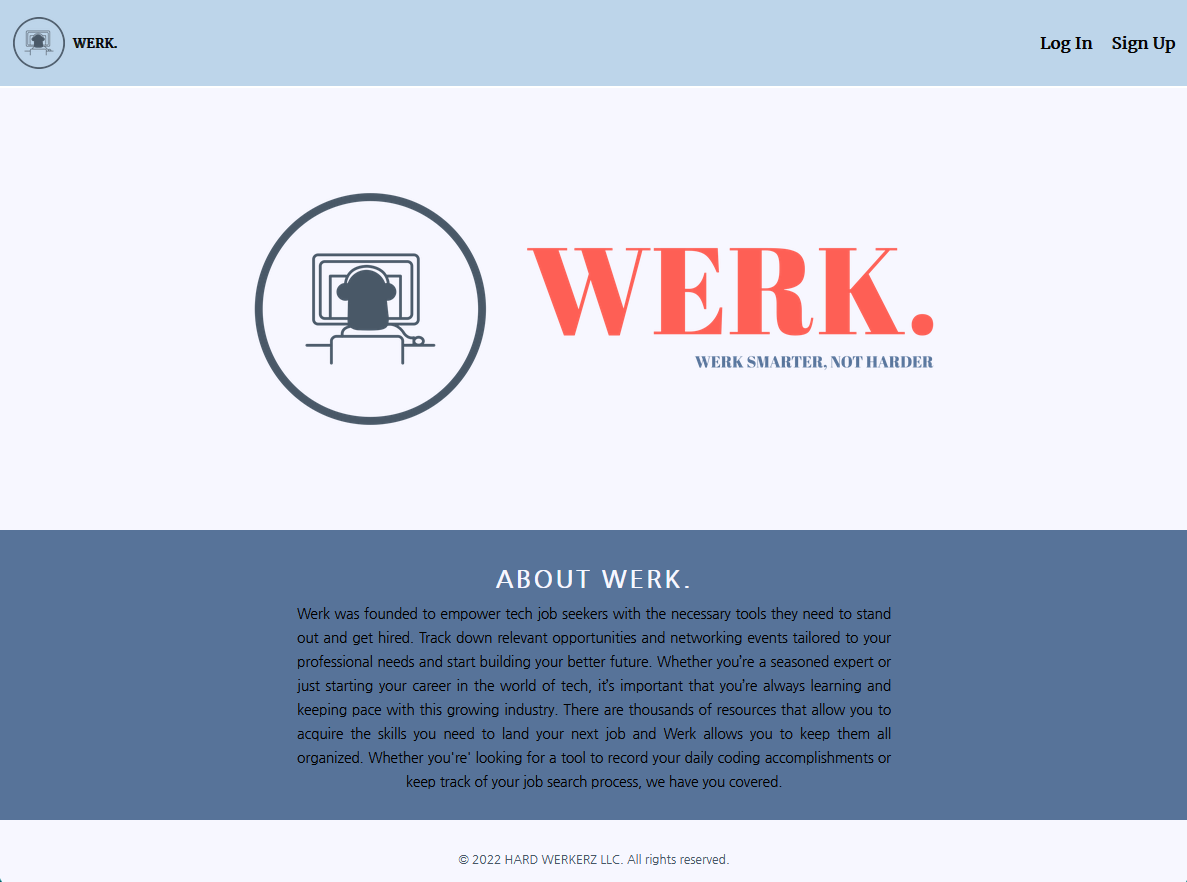 WERK.
Log In
Sign Up
WERK.
WERK SMARTER, NOT HARDER
ABOUT WERK.
Werk was founded to empower tech job seekers with the necessary tools they need to stand
out and get hired. Track down relevant opportunities and networking events tailored to your
professional needs and start building your better future. Whether you’re a seasoned expert or
just starting your career in the world of tech, it’s important that you’re always learning and
keeping pace with this growing industry. There are thousands of resources that allow you to
acquire the skills you need to land your next job and Werk allows you to keep them all
organized. Whether you're' looking for a tool to record your daily coding accomplishments or
keep track of your job search process, we have you covered.
© 2022 HARD WERKERZ LLC. All rights reserved.